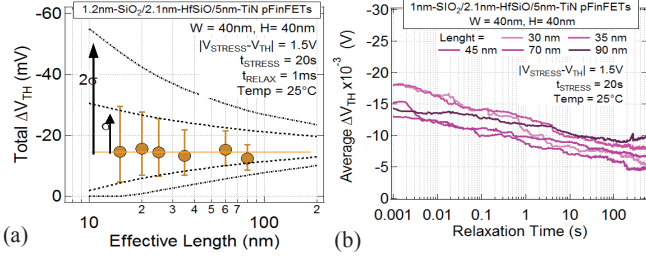 1.2nm-SiO2/2.1nm-HfSiO/5nm-TiN pFinFETs
W = 40nm, H= 40nm
|VSTRESS-VTH| = 1.5V
tSTRESS = 20s
tRELAX = 1ms
Temp = 25°C
2σ
σ
Total ΔVTH (mV)
-60
-40
-20
0
10
2
4
5
6
7
100
2
Effective Length (nm)
(a)
1nm-SiO2/2.1nm-HfSiO/5nm-TiN pFinFETs
W = 40nm, H= 40nm
Lenght = 30 nm 35 nm
45 nm 70 nm 90 nm
|VSTRESS-VTH| = 1.5V
tSTRESS = 20s
Temp = 25°C
Average ΔVTH x10-3 (V)
-30
-25
-20
-15
-10
-5
0
0.001
0.01
0.1
1
10
100
Relaxation Time (s)
(b)